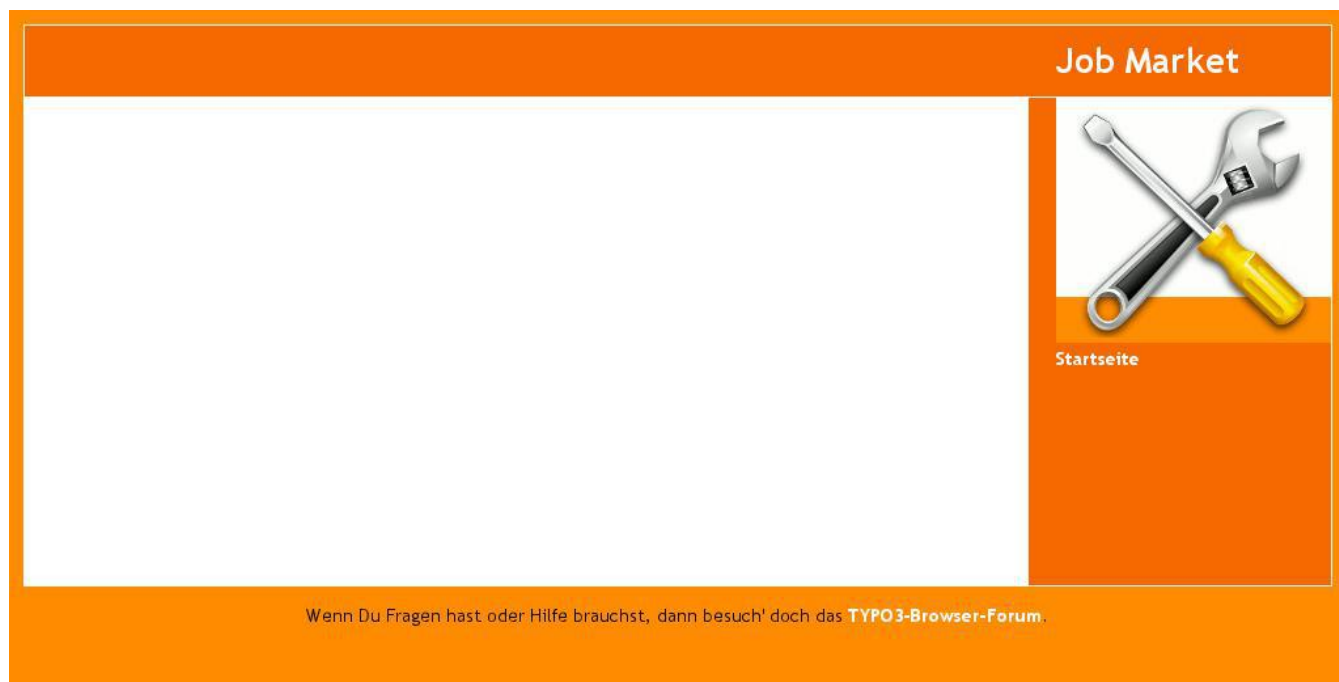 Job Market
Startseite
Wenn Du Fragen hast oder Hilfe brauchst, dann besuch' doch das TYPO3-Browser-Forum.